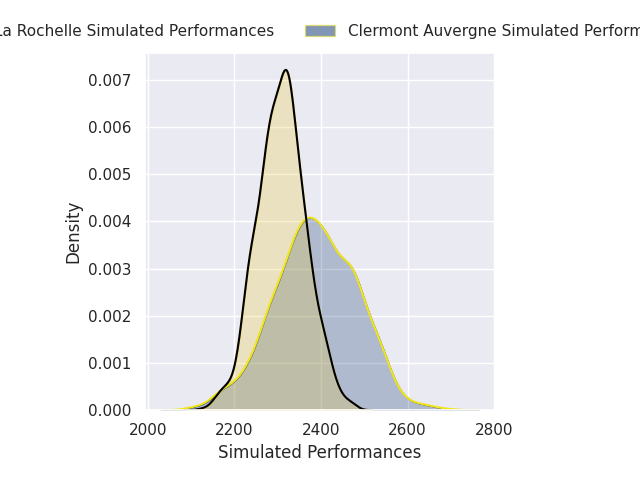 La Rochelle Simulated Performances
Clermont Auvergne Simulated Perform
0.007
0.006
0.005
0.004
0.003
0.002
0.001
0.000
Density
2000 2200 2400 2600 2800
Simulated Performances